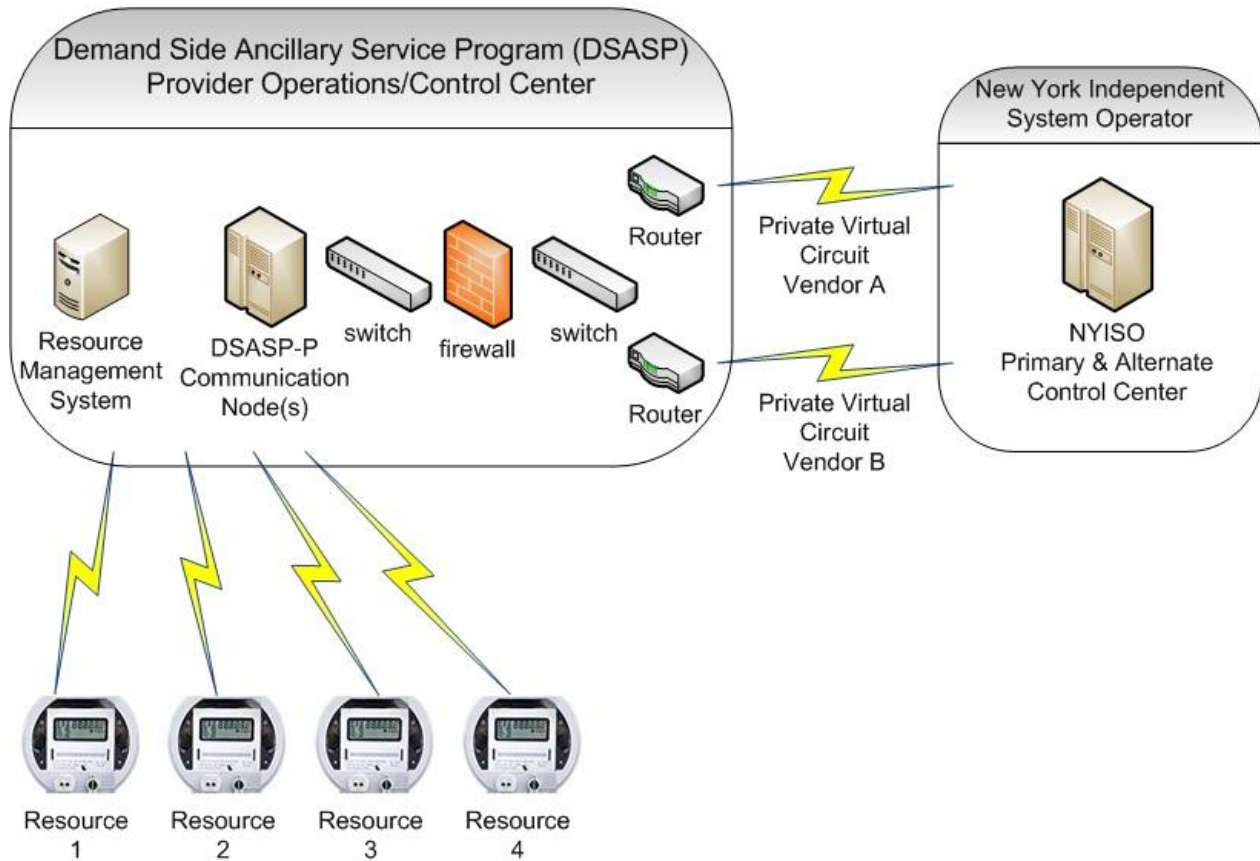 Demand Side Ancillary Service Program (DSASP)
Provider Operations/Control Center
New York Independent
System Operator
Resource
Management
System
DSASP-P
Communication
Node(s)
switch
firewall
switch
Router
Router
Private Virtual
Circuit
Vendor A
Private Virtual
Circuit
Vendor B
NYISO
Primary & Alternate
Control Center
Resource
1
Resource
2
Resource
3
Resource
4